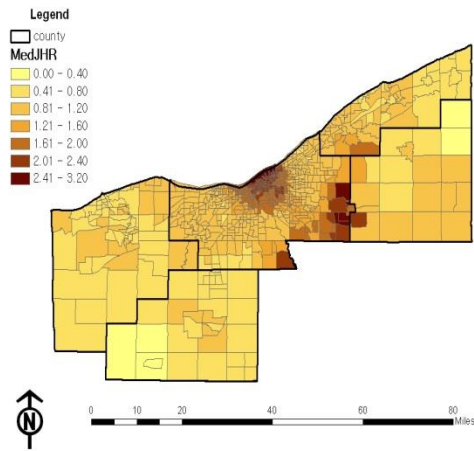 Legend
county
MedJHR
0.00 - 0.40
0.41 - 0.80
0.81 - 1.20
1.21 - 1.60
1.61 - 2.00
2.01 - 2.40
2.41 - 3.20
N
0 20 40 60 80
Miles